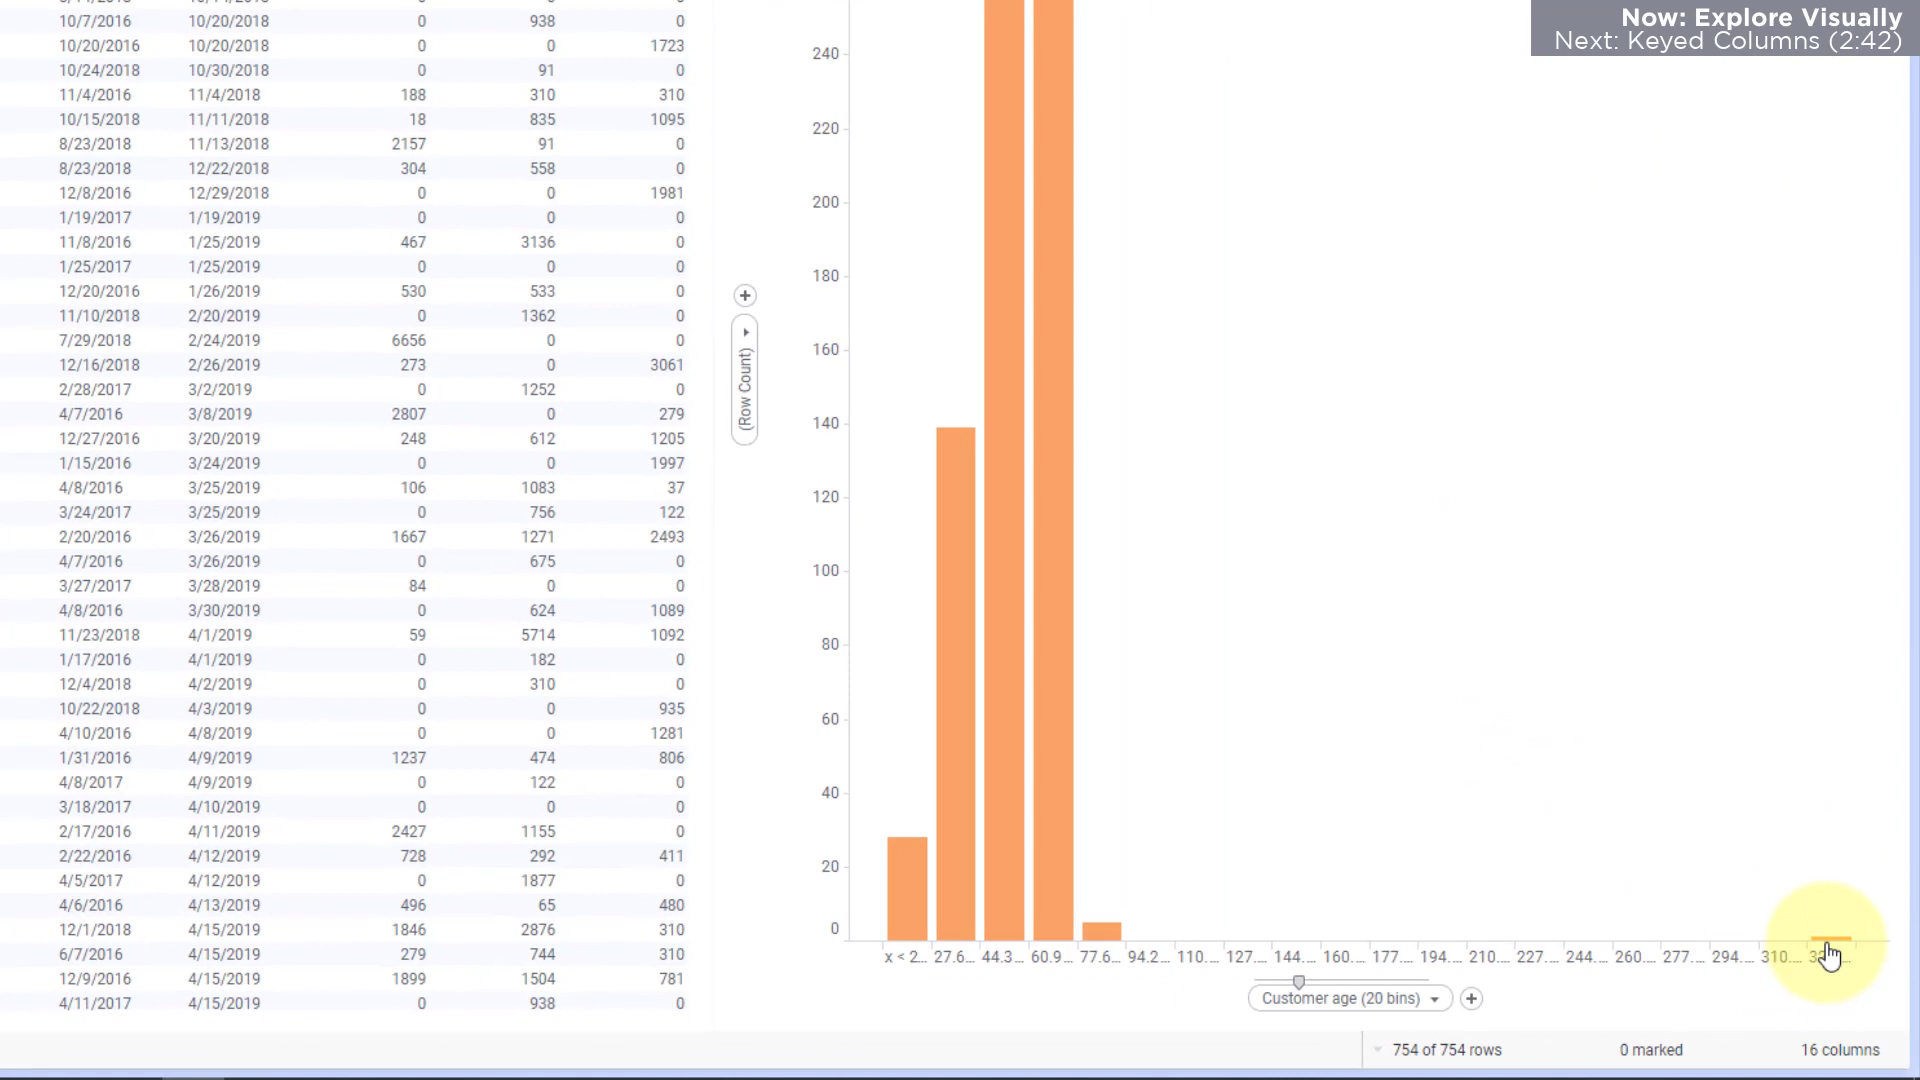 Now: Explore Visually
Next: Keyed Columns (2:42)
10/7/2016 10/20/2018 0 938 0
10/20/2016 10/20/2018 0 0 1723
10/24/2018 10/30/2018 0 91 0
11/4/2016 11/4/2018 188 310 310
10/15/2018 11/11/2018 18 835 1095
8/23/2018 11/13/2018 2157 91 0
8/23/2018 12/22/2018 304 558 0
12/8/2016 12/29/2018 0 0 1981
1/19/2017 1/19/2019 0 0 0
11/8/2016 1/25/2019 467 3136 0
1/25/2017 1/25/2019 0 0 0
12/20/2016 1/26/2019 530 533 0
11/10/2018 2/20/2019 0 1362 0
7/29/2018 2/24/2019 6656 0 0
12/16/2018 2/26/2019 273 0 3061
2/28/2017 3/2/2019 0 1252 0
4/7/2016 3/8/2019 2807 0 279
12/27/2016 3/20/2019 248 612 1205
1/15/2016 3/24/2019 0 0 1997
4/8/2016 3/25/2019 106 1083 37
3/24/2017 3/25/2019 0 756 122
2/20/2016 3/26/2019 1667 1271 2493
4/7/2016 3/26/2019 0 675 0
3/27/2017 3/28/2019 84 0 0
4/8/2016 3/30/2019 0 624 1089
11/23/2018 4/1/2019 59 5714 1092
1/17/2016 4/1/2019 0 182 0
12/4/2018 4/2/2019 0 310 0
10/22/2018 4/3/2019 0 0 935
4/10/2016 4/8/2019 0 0 1281
1/31/2016 4/9/2019 1237 474 806
4/8/2017 4/9/2019 0 122 0
3/18/2017 4/10/2019 0 0 0
2/17/2016 4/11/2019 2427 1155 0
2/22/2016 4/12/2019 728 292 411
4/5/2017 4/12/2019 0 1877 0
4/6/2016 4/13/2019 496 65 480
12/1/2018 4/15/2019 1846 2876 310
6/7/2016 4/15/2019 279 744 310
12/9/2016 4/15/2019 1899 1504 781
4/11/2017 4/15/2019 0 938 0
(Row Count)
240
220
200
180
160
140
120
100
80
60
40
20
0
x < 2... 27.6... 44.3... 60.9... 77.6... 94.2... 110.... 127.... 144.... 160.... 177.... 194.... 210.... 227.... 244.... 260.... 277.... 294.... 310....
Customer age (20 bins)
754 of 754 rows 0 marked 16 columns